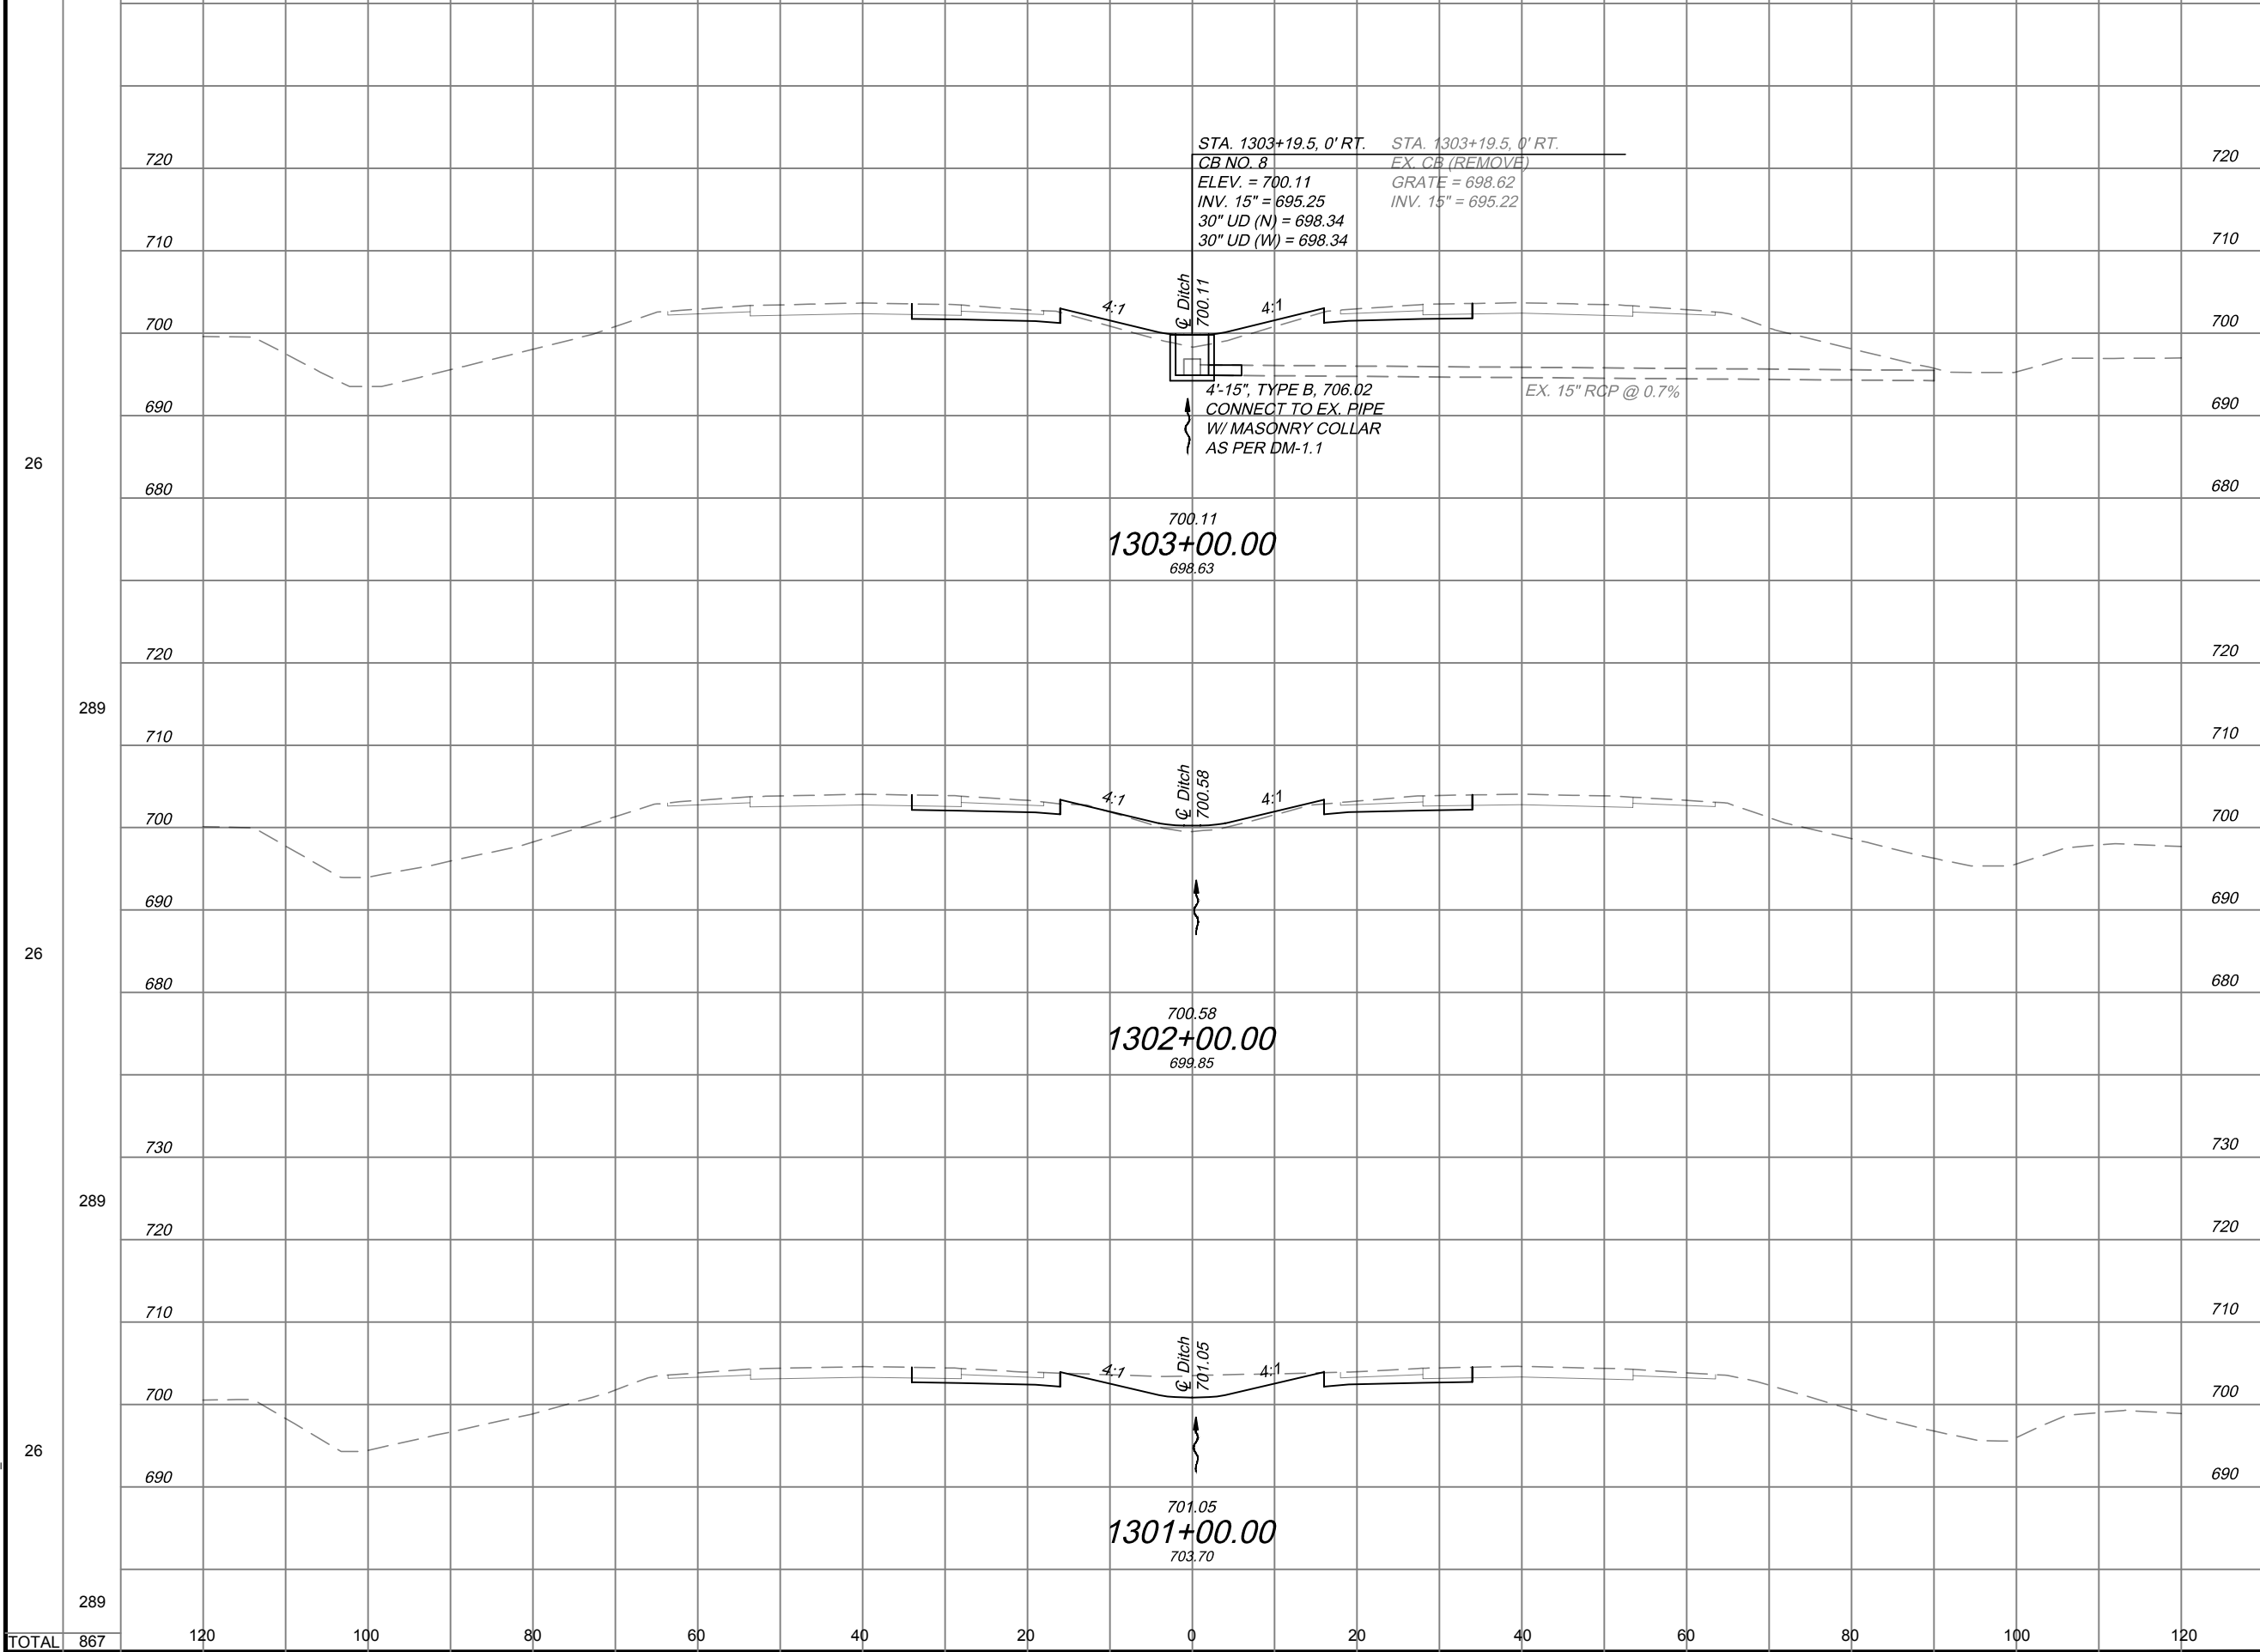 STA. 1303+19.5, 0' RT. STA. 1303+19.5, 0' RT.
720 CB NO. 8 EX. CB (REMOVE) 720
ELEV. = 700.11 GRATE = 698.62
INV. 15" = 695.25 INV. 15" = 695.22
30" UD (N) = 698.34
710 30" UD (W) = 698.34 710
℄ Ditch
700.11
4:1 4:1
700 700
4'-15", TYPE B, 706.02 EX. 15" RCP @ 0.7%
690 CONNECT TO EX. PIPE 690
W/ MASONRY COLLAR
AS PER DM-1.1
26
680 680
700.11
1303+00.00
698.63
720 720
289
710 710
℄ Ditch
700.58
4:1 4:1
700 700
690 690
26
680 680
700.58
1302+00.00
699.85
730 730
289
720 720
710 710
℄ Ditch
701.05
4:1 4:1
700 700
26
690 690
701.05
1301+00.00
703.70
289
TOTAL 867 120 100 80 60 40 20 0 20 40 60 80 100 120